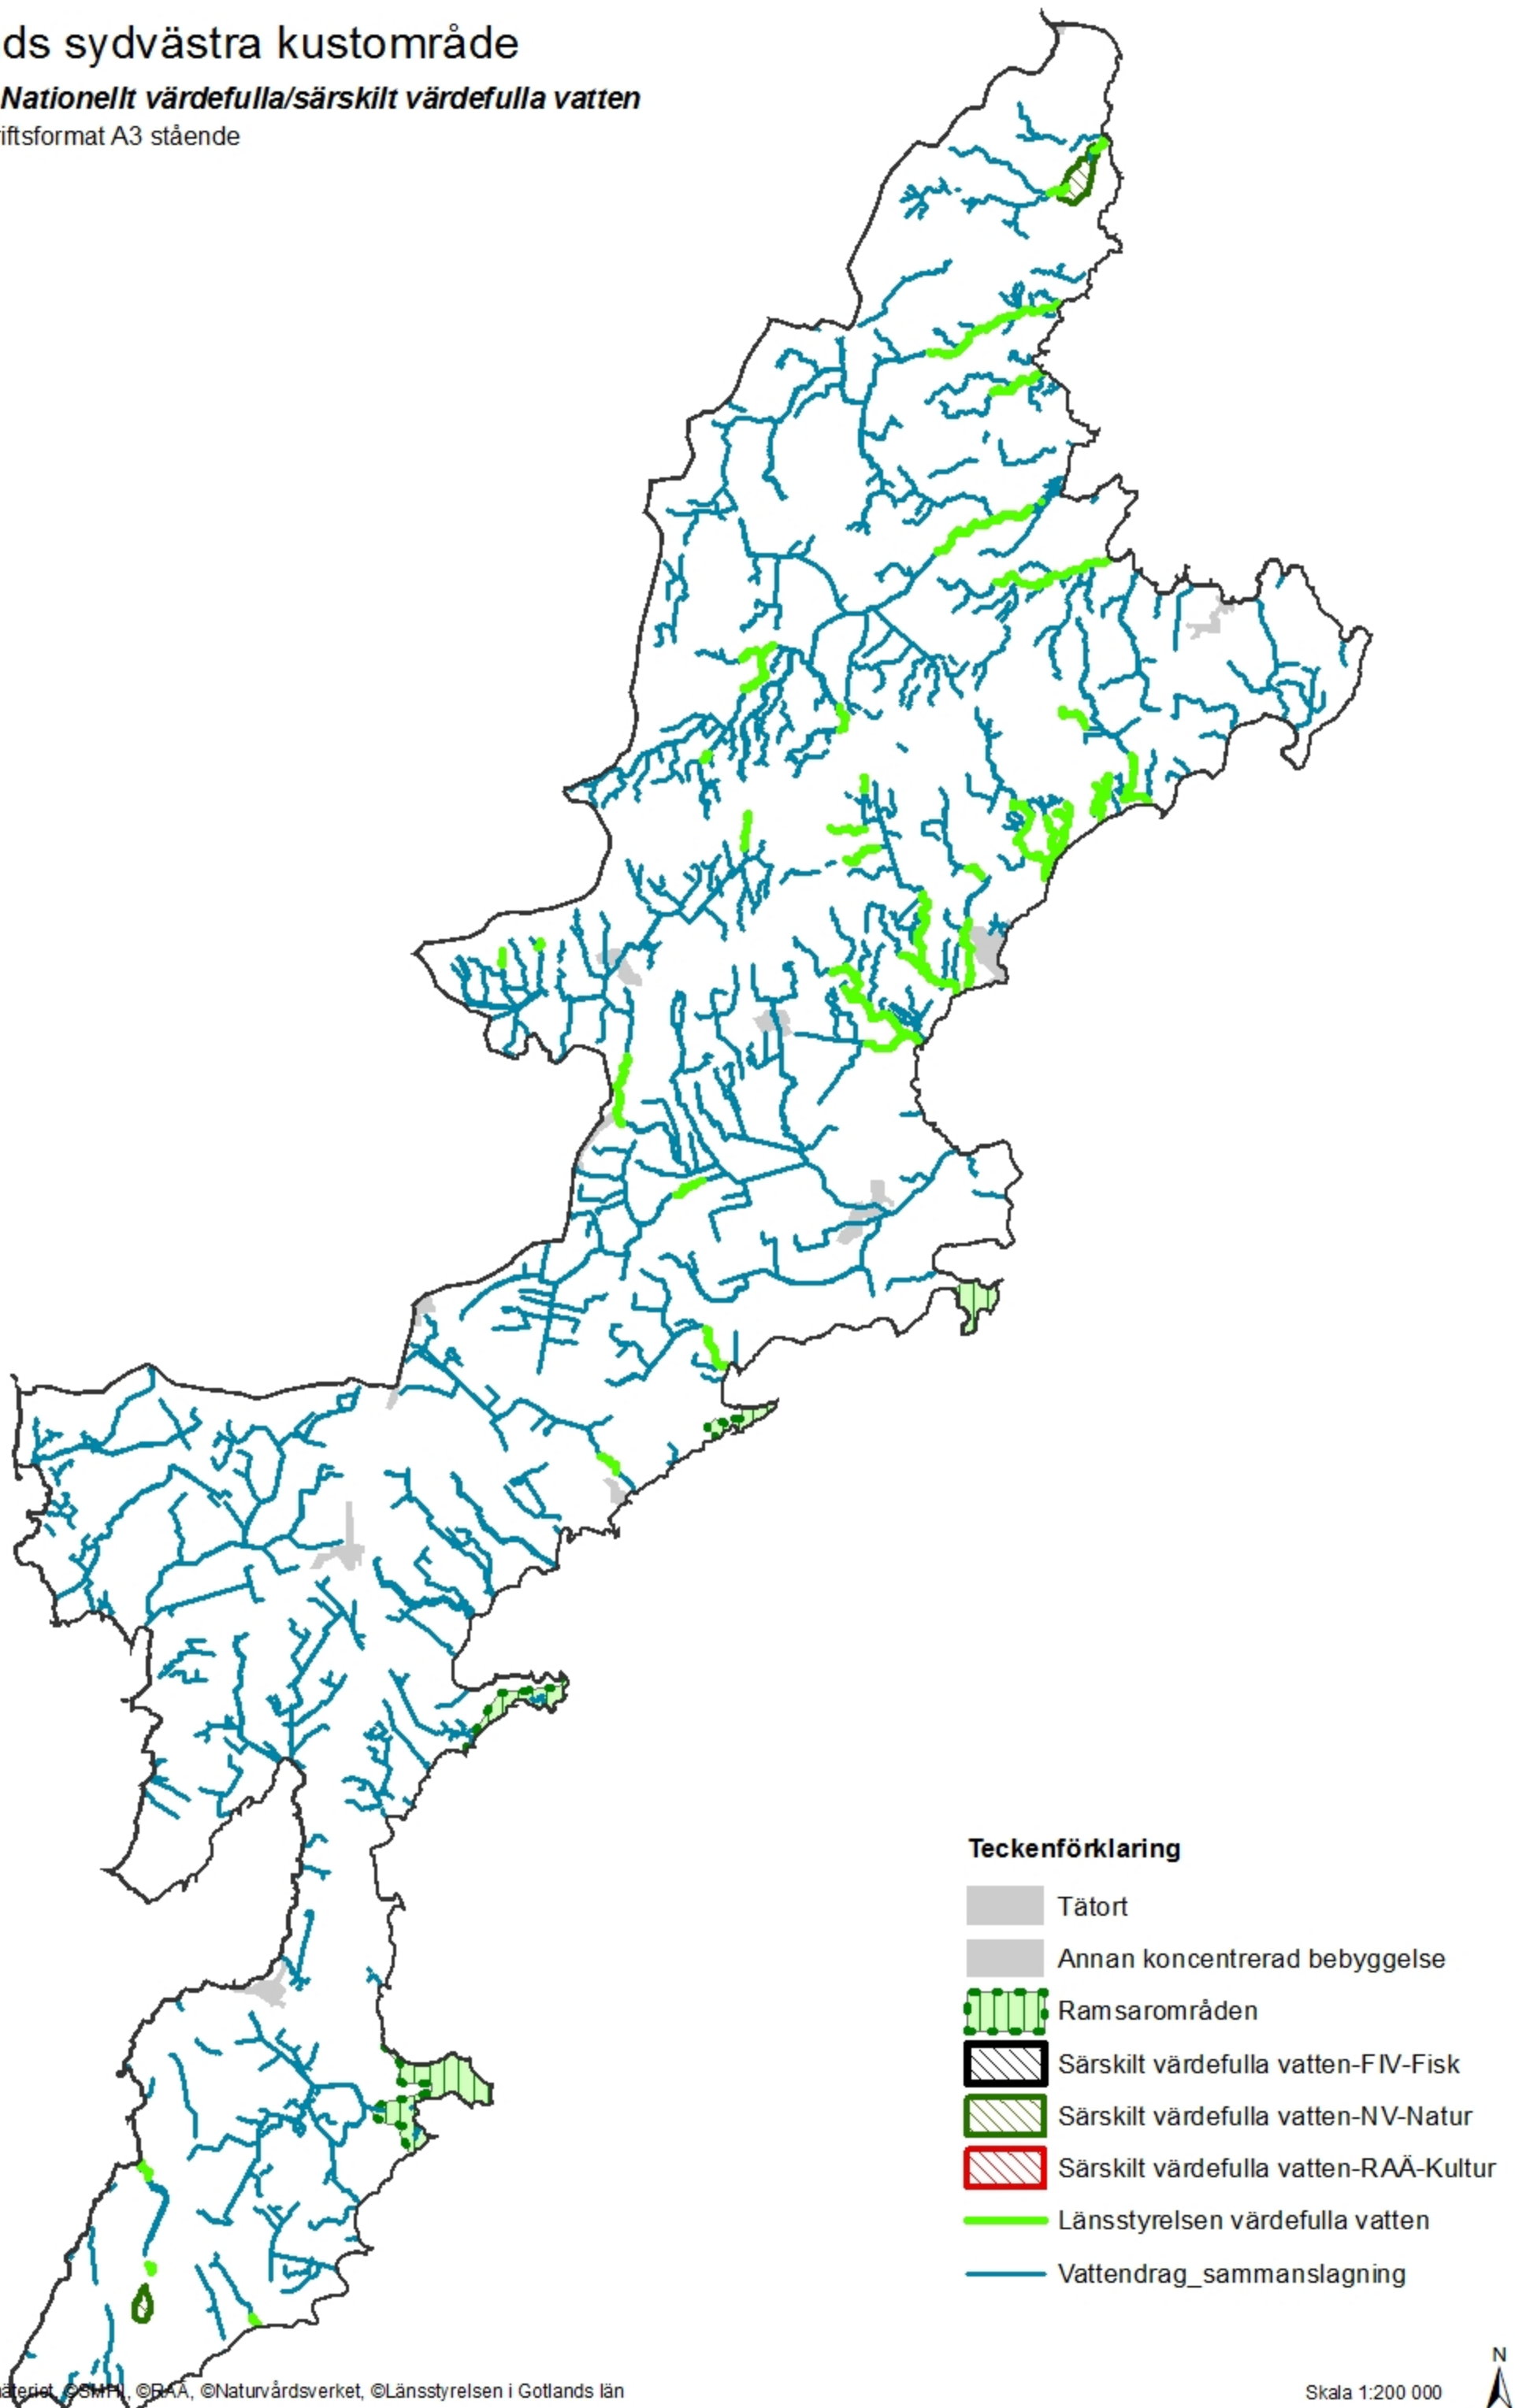 ds sydvästra kustområde
Nationellt värdefulla/särskilt värdefulla vatten
iftsformat A3 stående
Teckenförklaring
Tätort
Annan koncentrerad bebyggelse
Ramsarområden
Särskilt värdefulla vatten-FIV-Fisk
Särskilt värdefulla vatten-NV-Natur
Särskilt värdefulla vatten-RAÄ-Kultur
Länsstyrelsen värdefulla vatten
Vattendrag_sammanslagning
N
äteriet, ©SMHI, ©RAÄ, ©Naturvårdsverket, ©Länsstyrelsen i Gotlands län
Skala 1:200 000